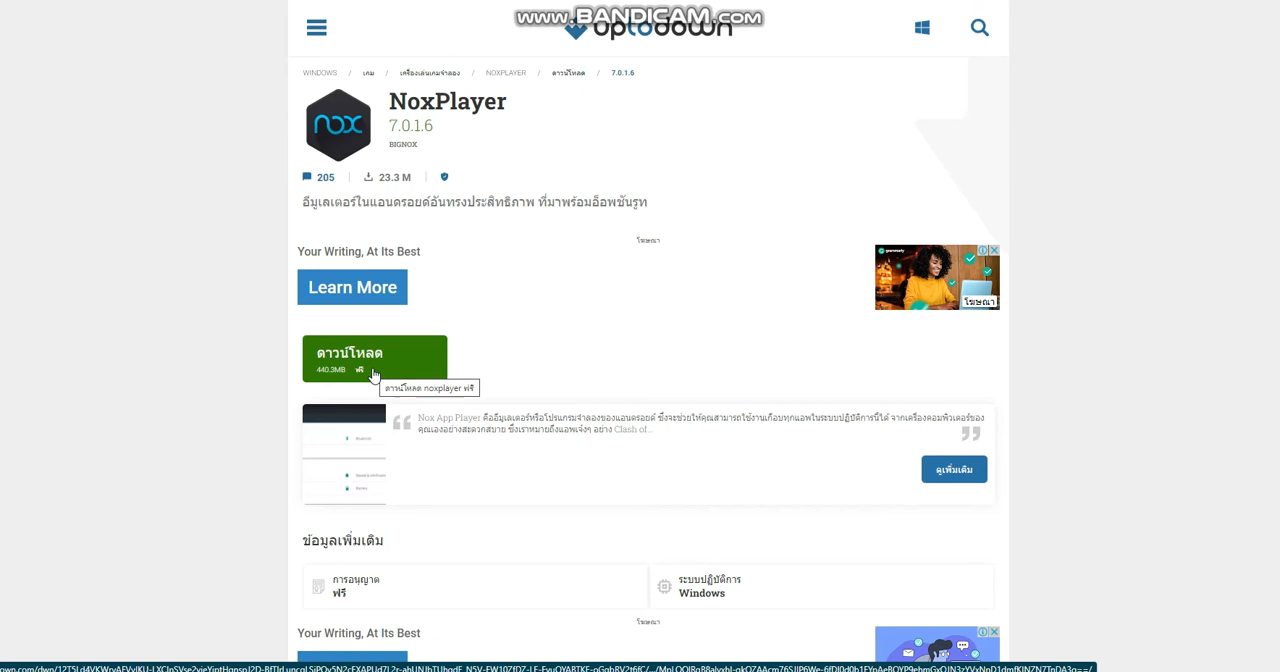 www.BANDICAM.com
uptodown
WINDOWS / เกม / เครื่องเล่นเกมจำลอง / NOXPLAYER / ดาวน์โหลด / 7.0.1.6
NoxPlayer
nox
7.0.1.6
BIGNOX
205 23.3 M
อีมูเลเตอร์ในแอนดรอยด์อันทรงประสิทธิภาพ ที่มาพร้อมอ็อพชันรูท
โฆษณา
Your Writing, At Its Best
grammarly
Learn More
โฆษณา
ดาวน์โหลด
440.3MB ฟรี
ดาวน์โหลด noxplayer ฟรี
Nox App Player คืออีมูเลเตอร์หรือโปรแกรมจำลองของแอนดรอยด์ ซึ่งจะช่วยให้คุณสามารถใช้งานเกือบทุกแอพในระบบปฏิบัติการนี้ได้ จากเครื่องคอมพิวเตอร์ของ
คุณเองอย่างสะดวกสบาย ซึ่งเราหมายถึงแอพเจ๋งๆ อย่าง Clash of...
ดูเพิ่มเติม
ข้อมูลเพิ่มเติม
การอนุญาต
ฟรี
ระบบปฏิบัติการ
Windows
โฆษณา
Your Writing, At Its Best